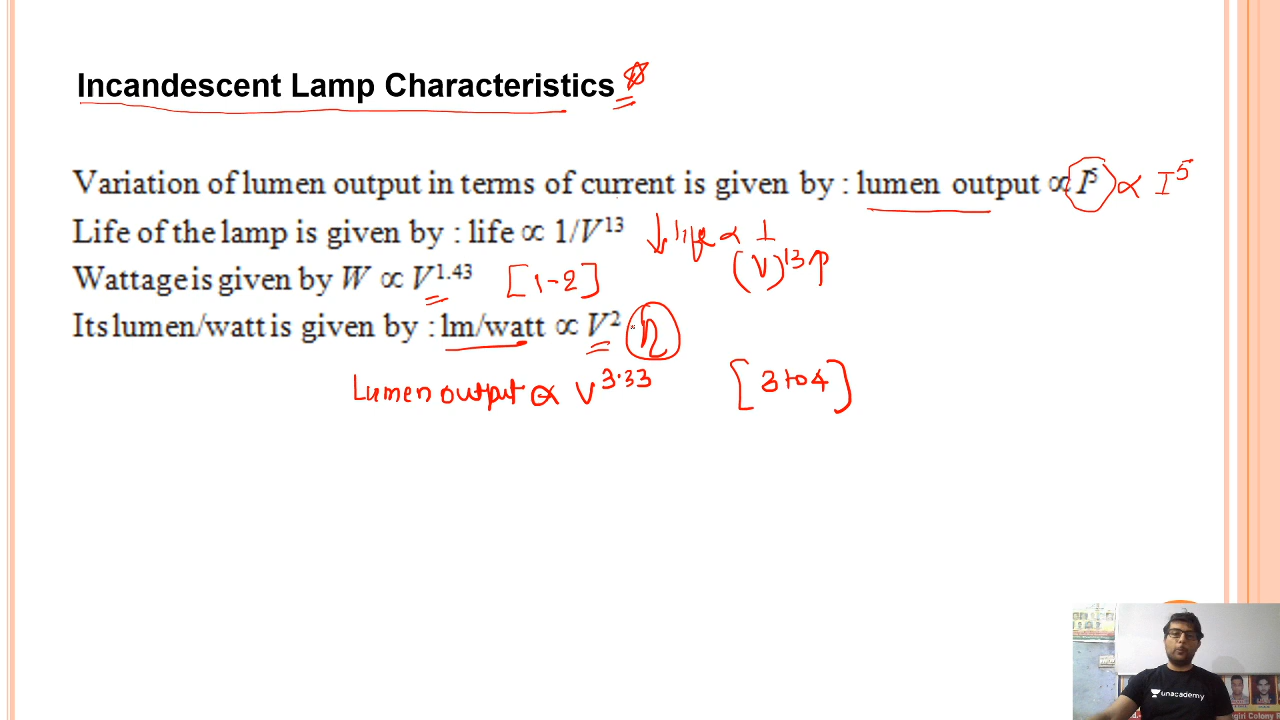 Incandescent Lamp Characteristics
Variation of lumen output in terms of current is given by : lumen output ∝ I⁵ ∝ I⁵
Life of the lamp is given by : life ∝ 1/V¹³ ↓ life ∝ 1/(V)¹³ ↑
Wattage is given by W ∝ V^1.43 [1-2]
Its lumen/watt is given by : lm/watt ∝ V² η
Lumen output ∝ V^3.33 [3 to 4]
unacademy
giri Colony